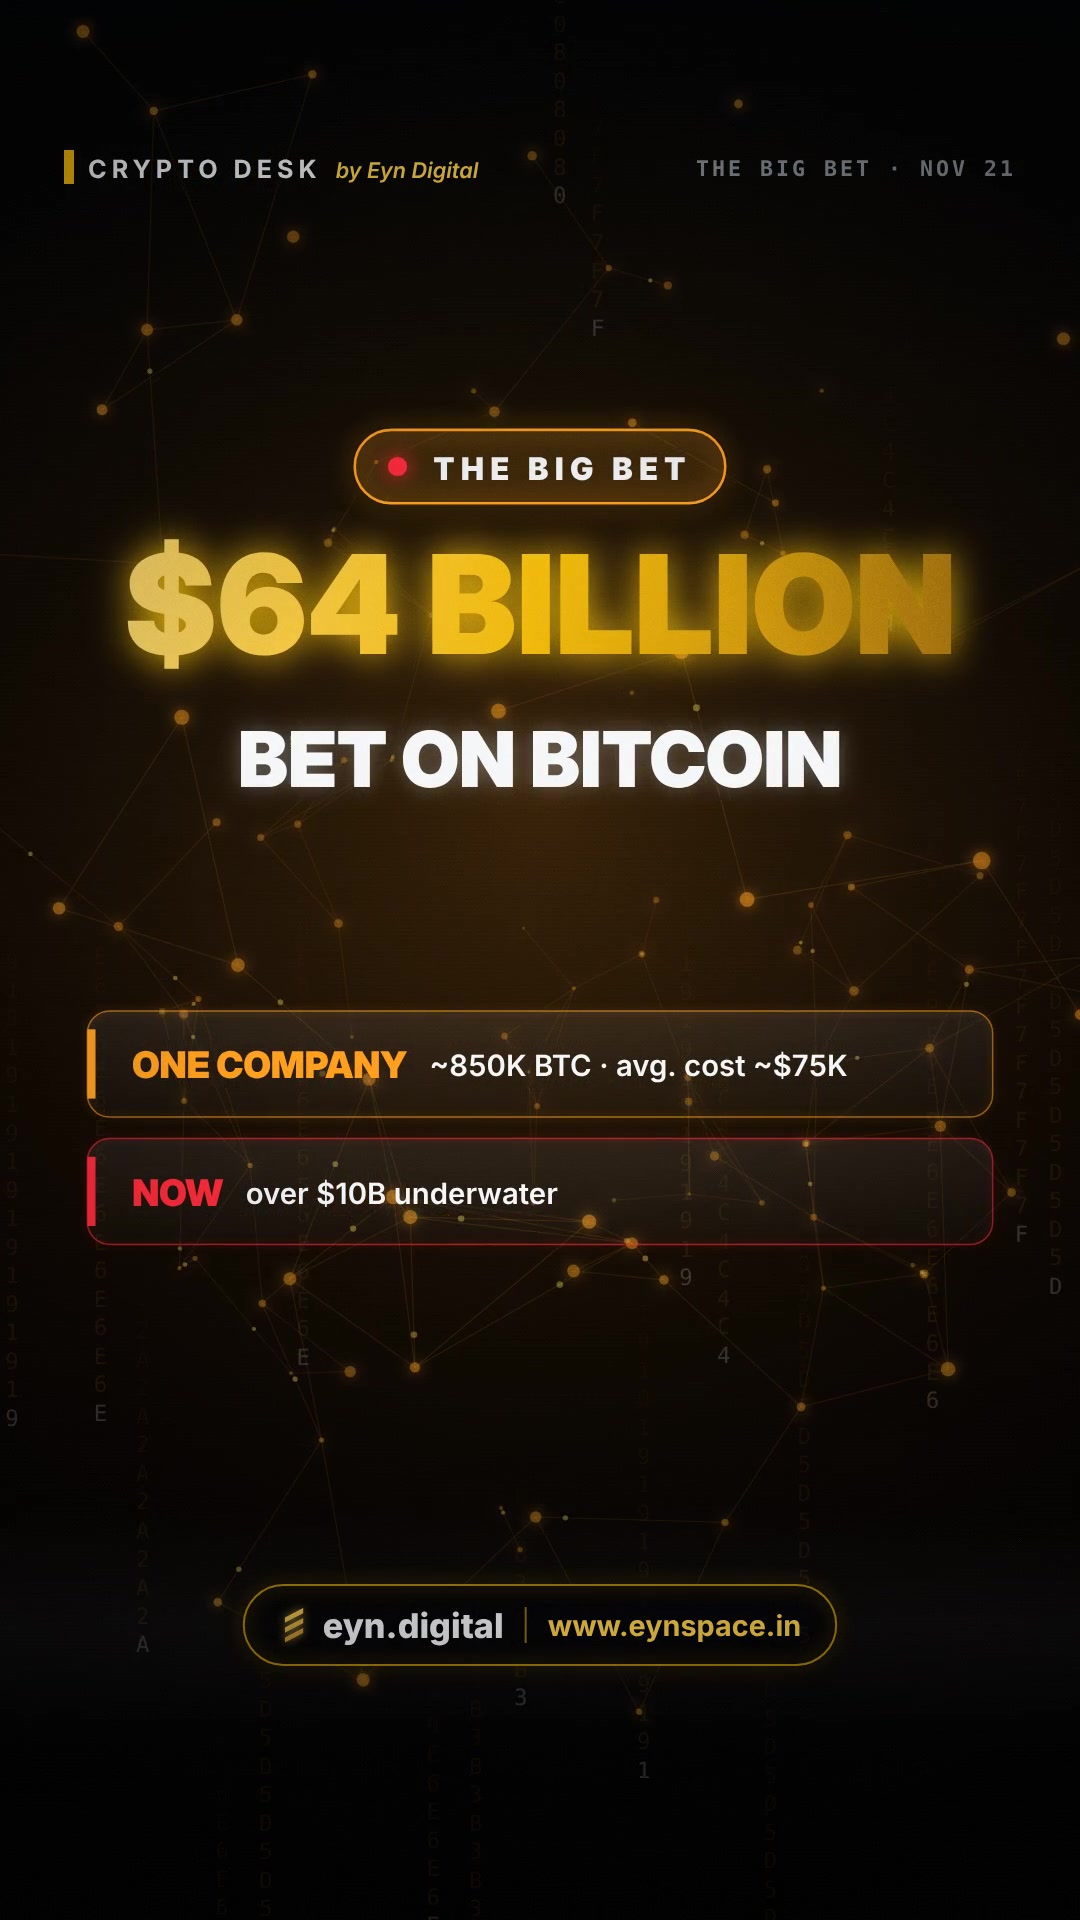 CRYPTO DESK by Eyn Digital
THE BIG BET · NOV 21
THE BIG BET
$64 BILLION
BET ON BITCOIN
ONE COMPANY ~850K BTC · avg. cost ~$75K
NOW over $10B underwater
eyn.digital | www.eynspace.in